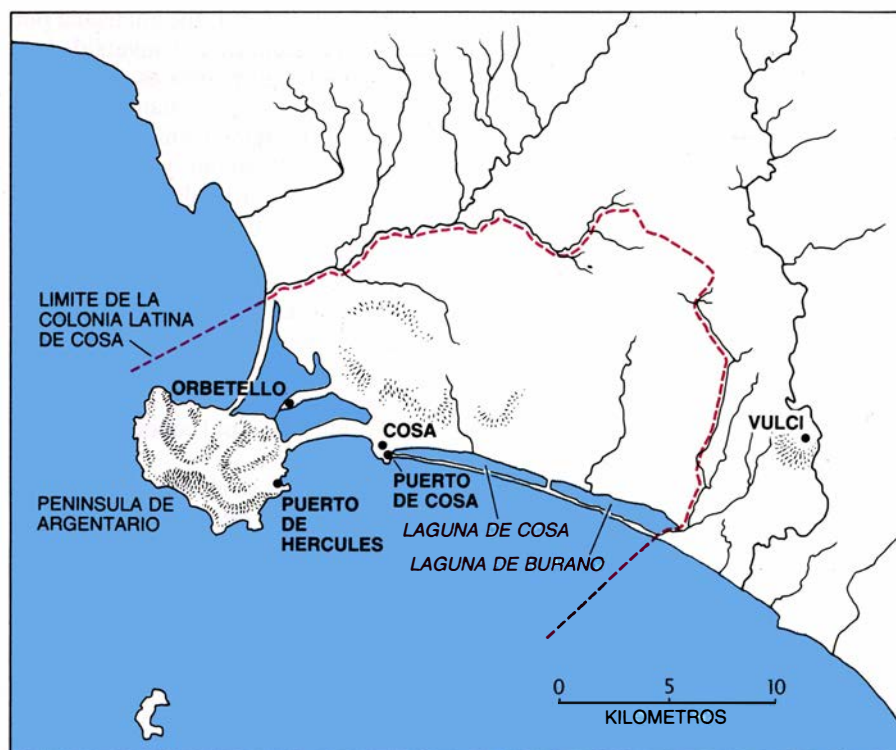 LIMITE DE LA
COLONIA LATINA
DE COSA
ORBETELLO
COSA
VULCI
PENINSULA DE
ARGENTARIO
PUERTO
DE
HERCULES
PUERTO
DE COSA
LAGUNA DE COSA
LAGUNA DE BURANO
0 5 10
KILOMETROS